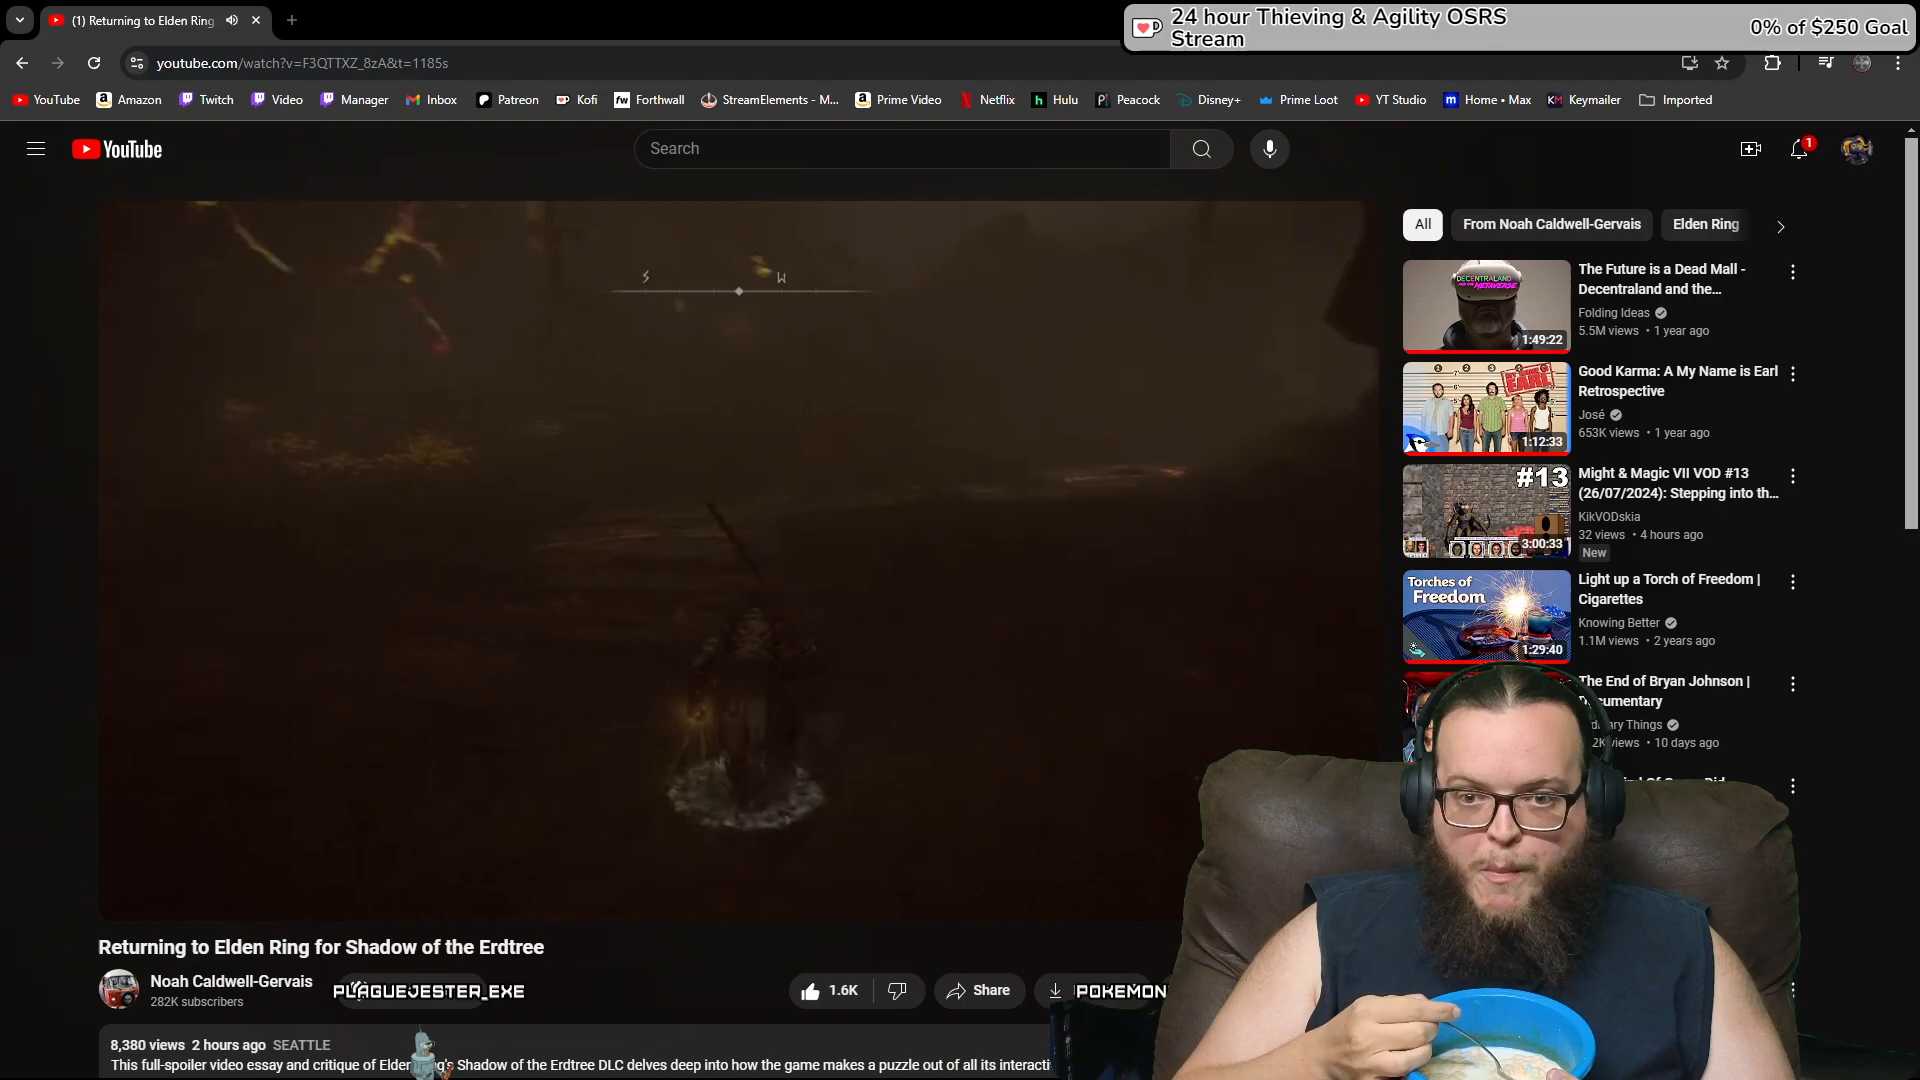 (1) Returning to Elden Ring
24 hour Thieving & Agility OSRS
Stream
0% of $250 Goal
youtube.com/watch?v=F3QTTXZ_8zA&t=1185s
YouTube Amazon Twitch Video Manager Inbox Patreon Kofi Forthwall StreamElements - M... Prime Video Netflix Hulu Peacock Disney+ Prime Loot YT Studio Home • Max Keymailer Imported
YouTube
Search
1
S W
All From Noah Caldwell-Gervais Elden Ring
DECENTRALAND
METAVERSE
1:49:22
The Future is a Dead Mall -
Decentraland and the...
Folding Ideas
5.5M views • 1 year ago
MY NAME IS
EARL
1:12:33
Good Karma: A My Name is Earl
Retrospective
José
653K views • 1 year ago
#13
3:00:33
Might & Magic VII VOD #13
(26/07/2024): Stepping into th...
KikVODskia
32 views • 4 hours ago
New
Torches of
Freedom
1:29:40
Light up a Torch of Freedom |
Cigarettes
Knowing Better
1.1M views • 2 years ago
The End of Bryan Johnson |
views • 10 days ago
Returning to Elden Ring for Shadow of the Erdtree
Noah Caldwell-Gervais
282K subscribers
PLAGUEJESTER_EXE
1.6K
Share
POKEMON
8,380 views 2 hours ago SEATTLE
This full-spoiler video essay and critique of Elden Ring's Shadow of the Erdtree DLC delves deep into how the game makes a puzzle out of all its